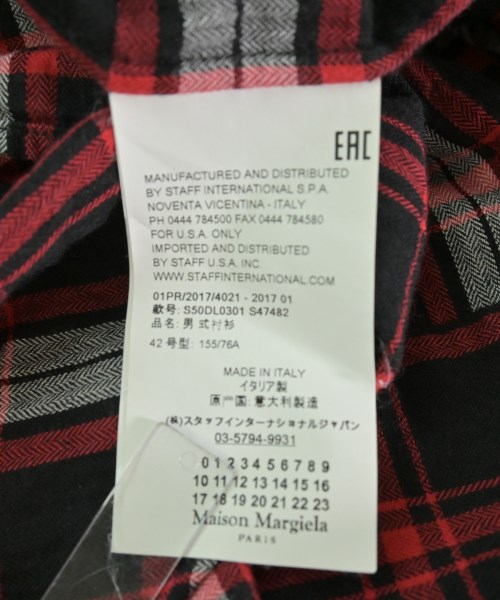 EAC
MANUFACTURED AND DISTRIBUTED
BY STAFF INTERNATIONAL S.P.A.
NOVENTA VICENTINA - ITALY
PH 0444 784500 FAX 0444 784580
FOR U.S.A. ONLY
IMPORTED AND DISTRIBUTED
BY STAFF U.S.A. INC.
WWW.STAFFINTERNATIONAL.COM
01PR/2017/4021 - 2017 01
款号: S50DL0301 S47482
品名: 男式衬衫
42 号型: 155/76A
MADE IN ITALY
イタリア製
原产国: 意大利製造
(株)スタッフインターナショナルジャパン
03-5794-9931
0 1 2 3 4 5 6 7 8 9
10 11 12 13 14 15 16
17 18 19 20 21 22 23
Maison Margiela
PARIS